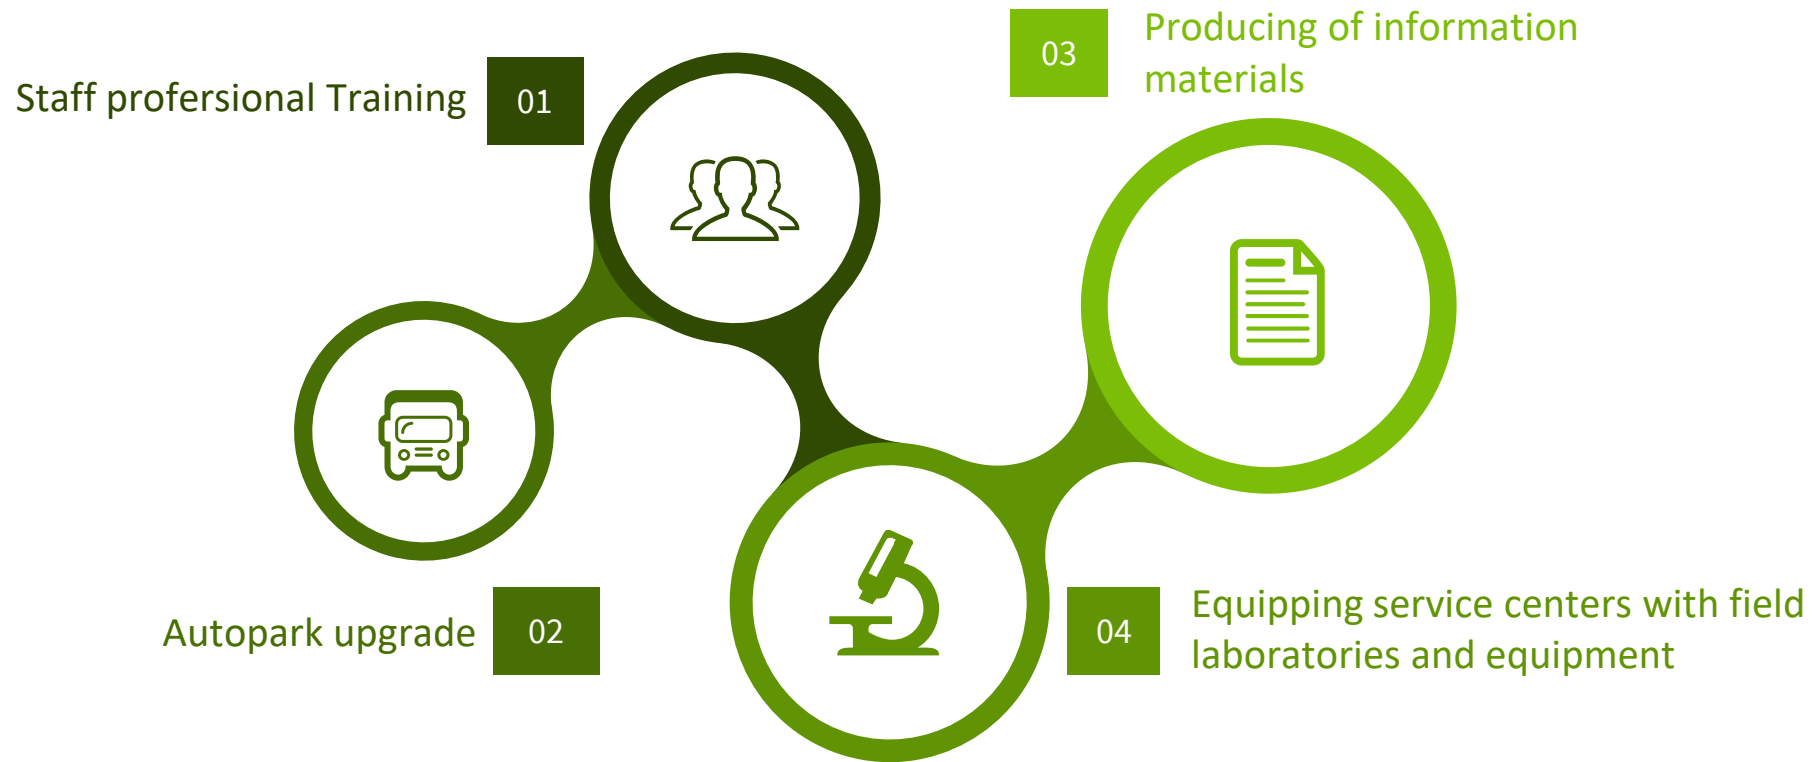 Staff profersional Training
01
Autopark upgrade
02
03
Producing of information
materials
04
Equipping service centers with field
laboratories and equipment